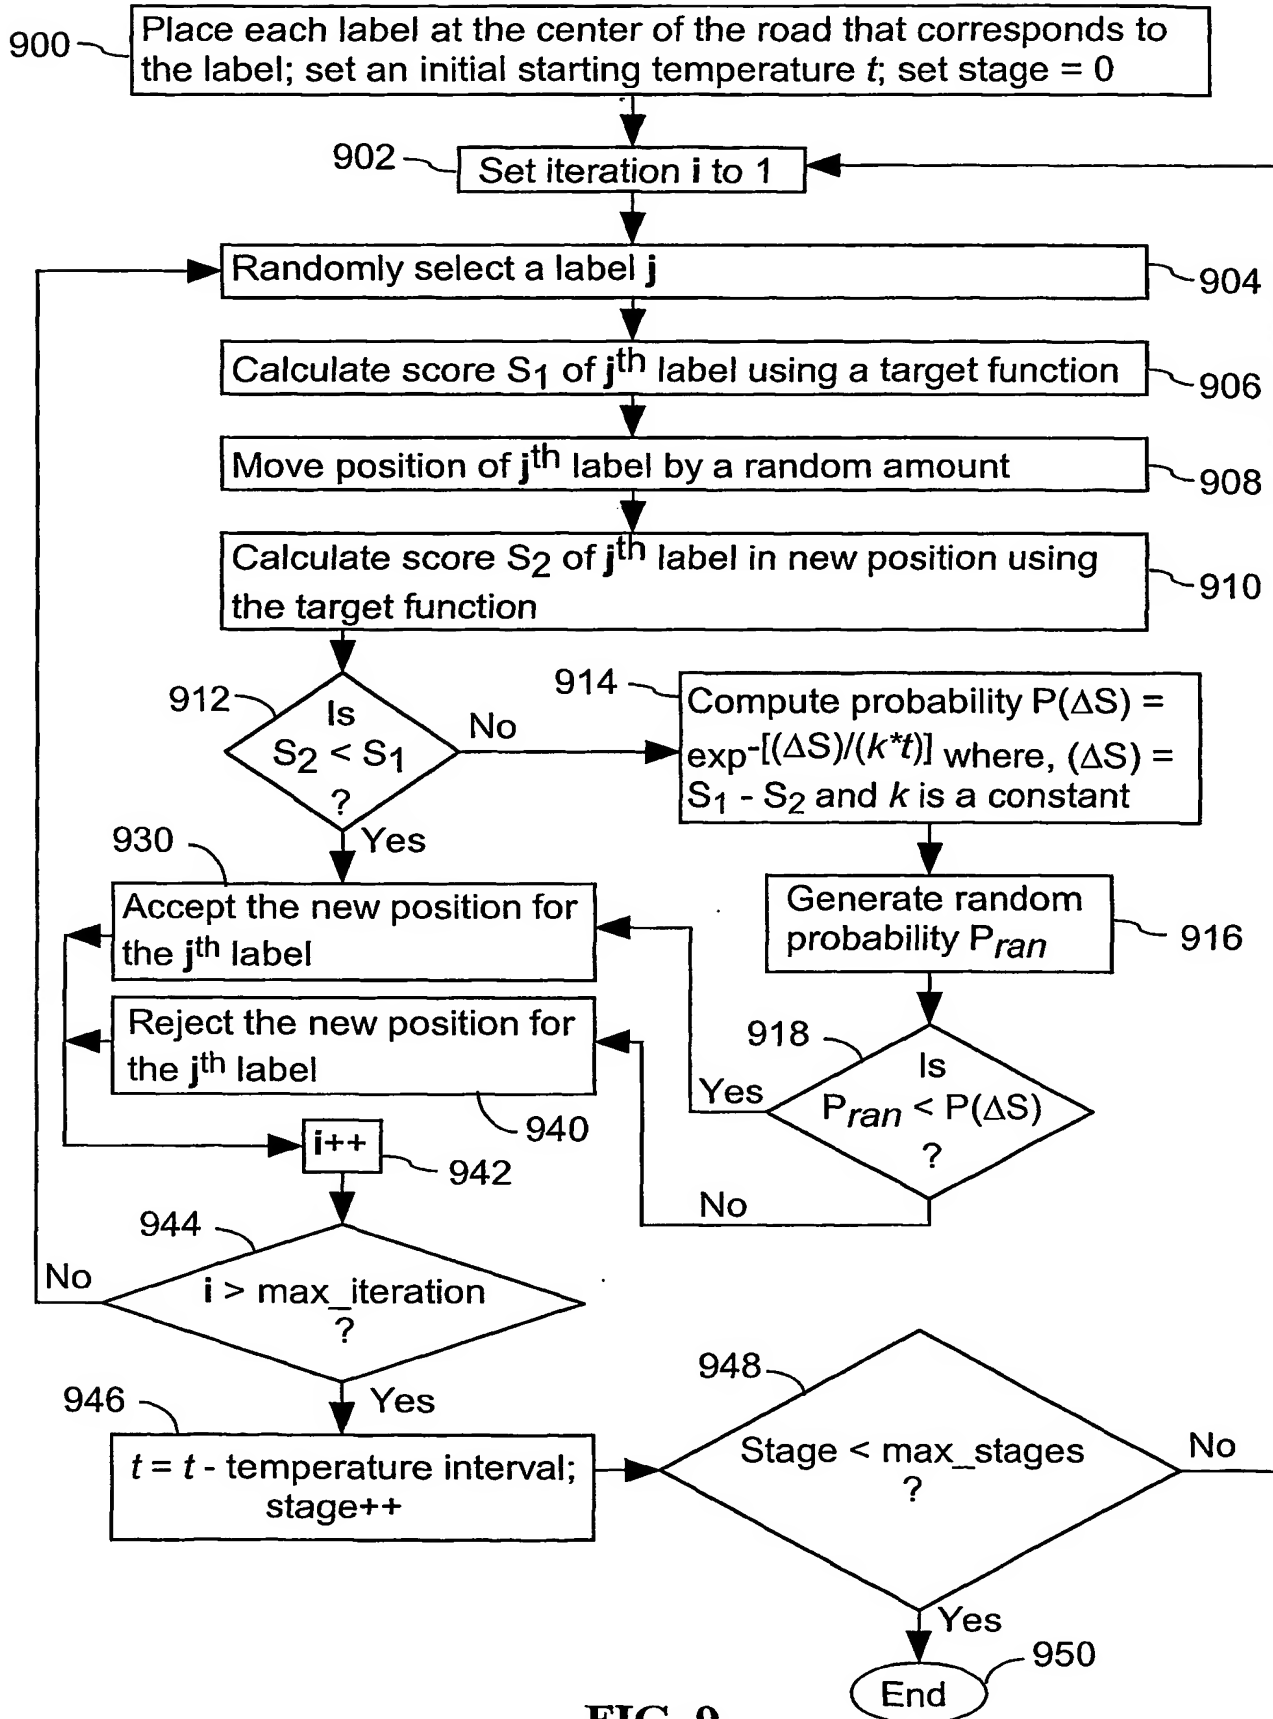 900
Place each label at the center of the road that corresponds to
the label; set an initial starting temperature t; set stage = 0
902
Set iteration i to 1
Randomly select a label j
904
Calculate score S1 of jth label using a target function
906
Move position of jth label by a random amount
908
Calculate score S2 of jth label in new position using
the target function
910
912
Is
S2 < S1
?
No
Yes
914
Compute probability P(ΔS) =
exp-[(ΔS)/(k*t)] where, (ΔS) =
S1 - S2 and k is a constant
Generate random
probability Pran
916
930
Accept the new position for
the jth label
Reject the new position for
the jth label
940
918
Is
Pran < P(ΔS)
?
Yes
No
i++
942
944
i > max_iteration
?
No
Yes
946
t = t - temperature interval;
stage++
948
Stage < max_stages
?
No
Yes
950
End
FIG. 9